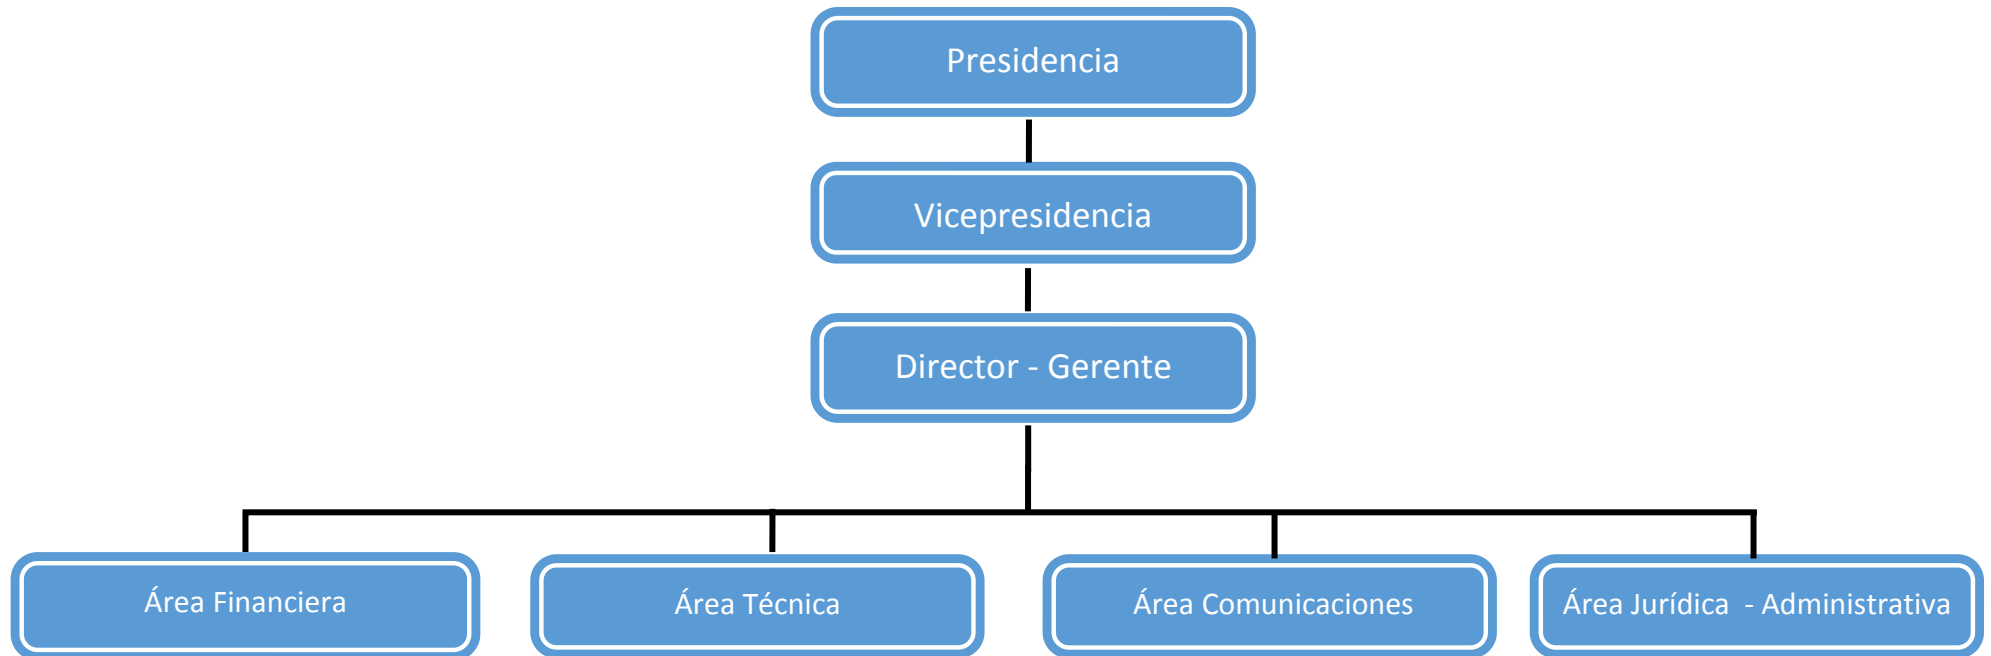 Presidencia
Vicepresidencia
Director - Gerente
Área Financiera
Área Técnica
Área Comunicaciones
Área Jurídica  - Administrativa